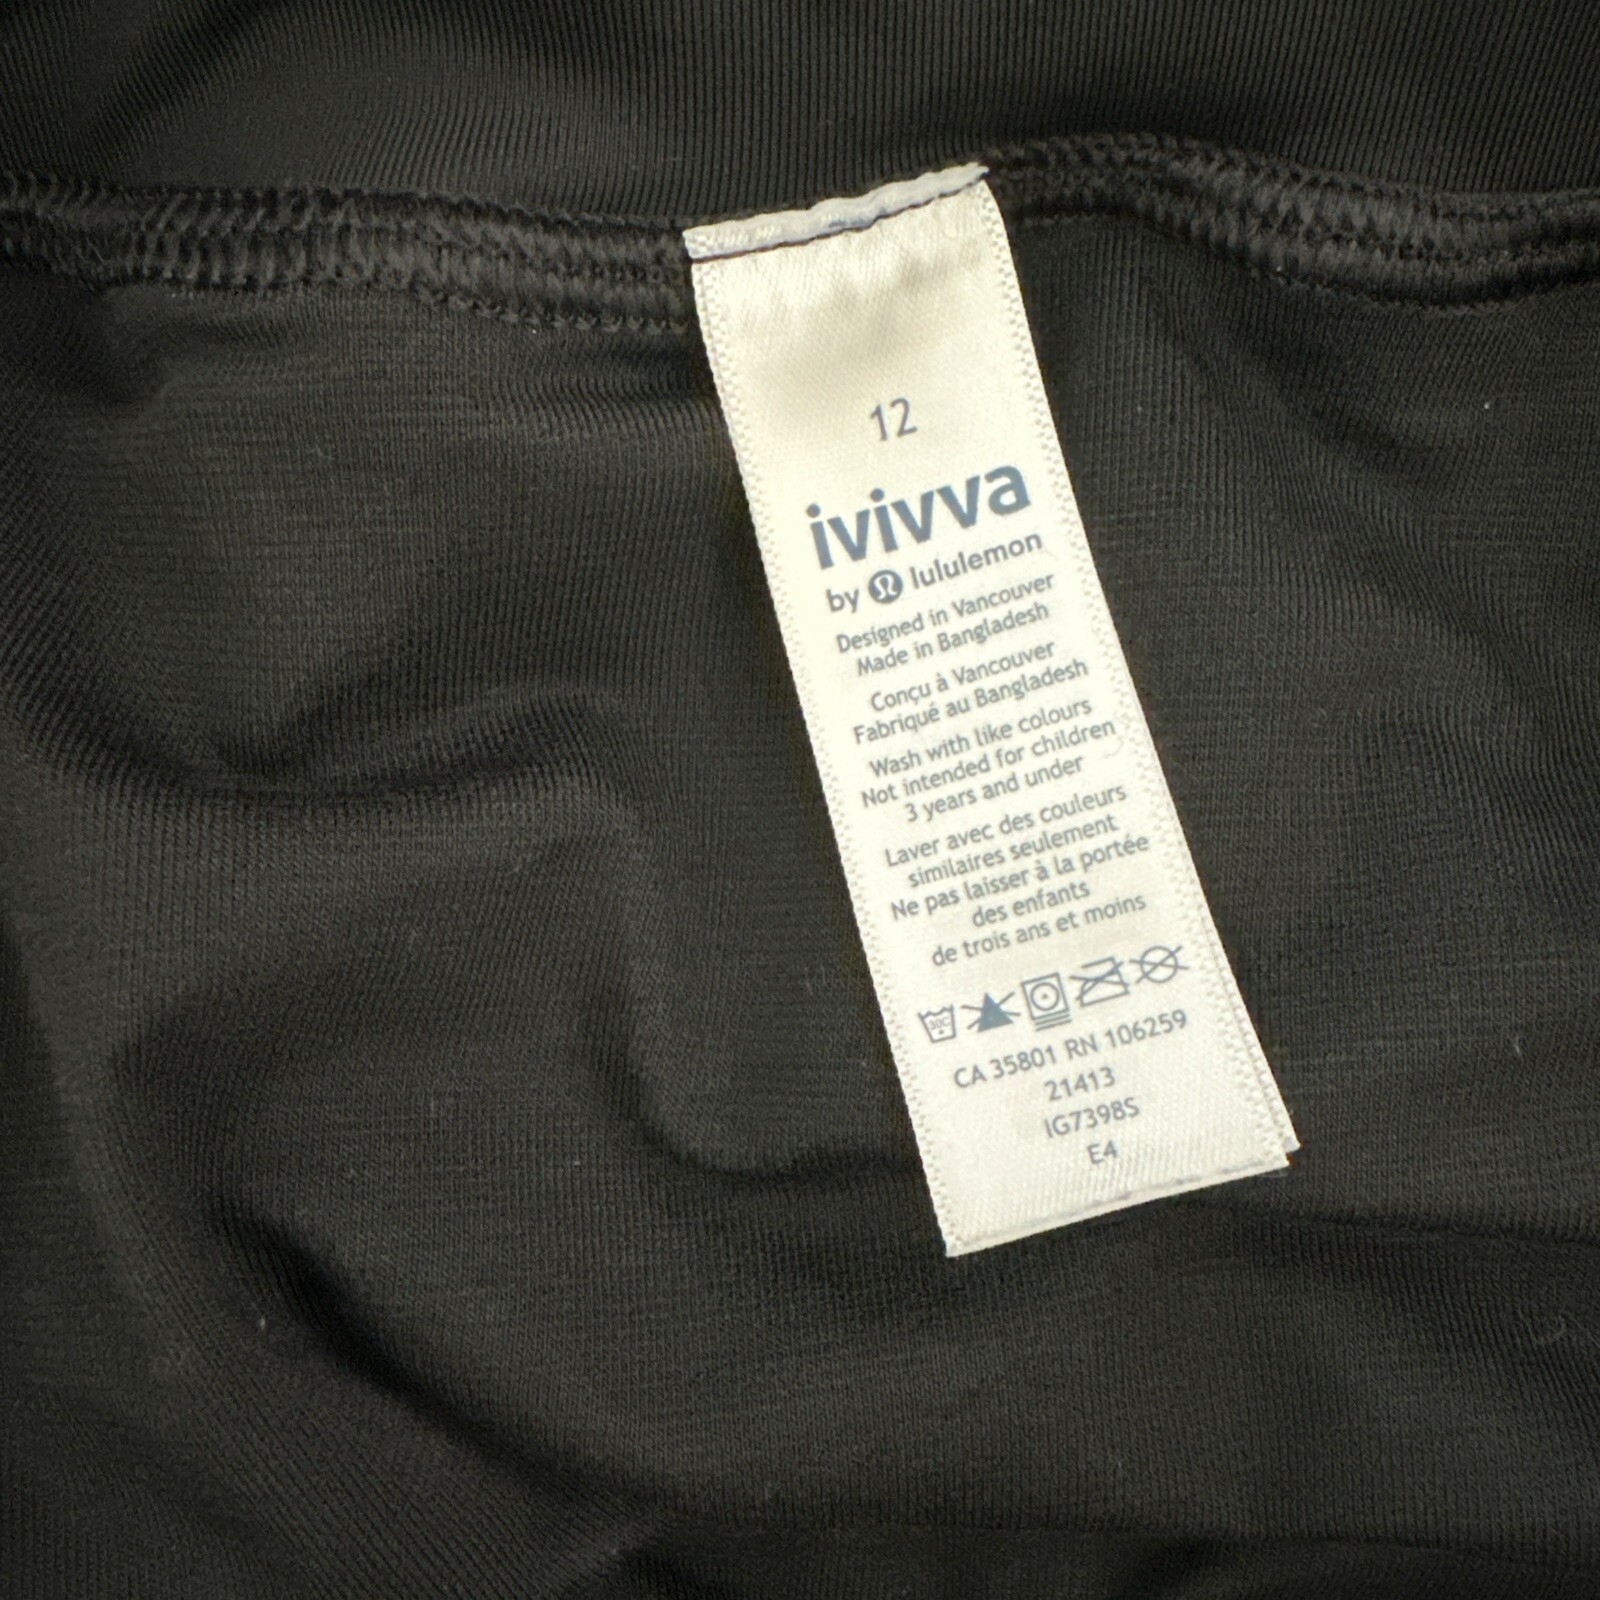 12
ivivva
by lululemon
Designed in Vancouver
Made in Bangladesh
Conçu à Vancouver
Fabriqué au Bangladesh
Wash with like colours
Not intended for children
3 years and under
Laver avec des couleurs
similaires seulement
Ne pas laisser à la portée
des enfants
de trois ans et moins
30C
CA 35801 RN 106259
21413
IG7398S
E4